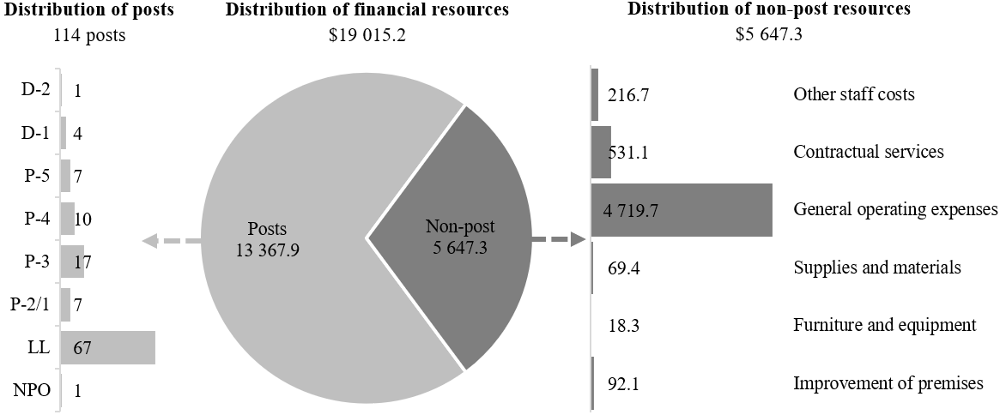 Distribution of posts
114 posts
Distribution of financial resources
$19 015.2
Distribution of non-post resources
$5 647.3
D-2 1
D-1 4
P-5 7
P-4 10
P-3 17
P-2/1 7
LL 67
NPO 1
Posts
13 367.9
Non-post
5 647.3
216.7 Other staff costs
531.1 Contractual services
4 719.7 General operating expenses
69.4 Supplies and materials
18.3 Furniture and equipment
92.1 Improvement of premises